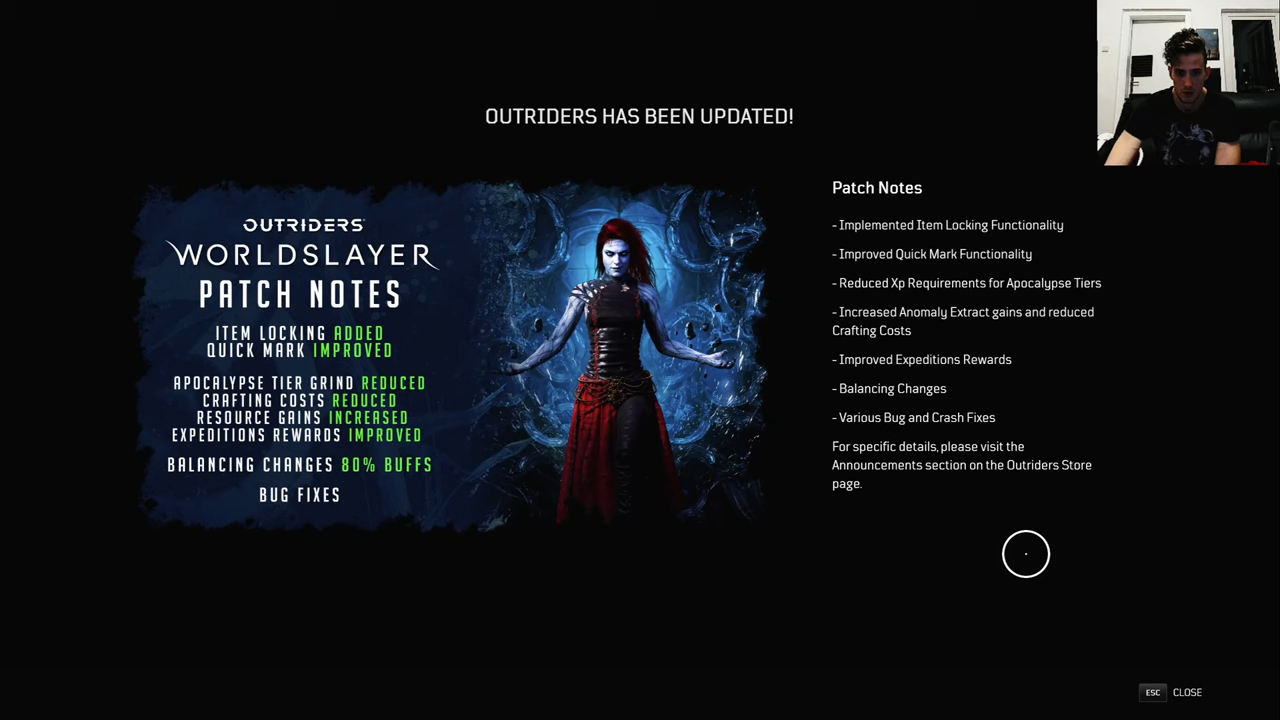 OUTRIDERS HAS BEEN UPDATED!
OUTRIDERS
WORLDSLAYER
PATCH NOTES
ITEM LOCKING ADDED
QUICK MARK IMPROVED
APOCALYPSE TIER GRIND REDUCED
CRAFTING COSTS REDUCED
RESOURCE GAINS INCREASED
EXPEDITIONS REWARDS IMPROVED
BALANCING CHANGES 80% BUFFS
BUG FIXES
Patch Notes
- Implemented Item Locking Functionality
- Improved Quick Mark Functionality
- Reduced Xp Requirements for Apocalypse Tiers
- Increased Anomaly Extract gains and reduced
Crafting Costs
- Improved Expeditions Rewards
- Balancing Changes
- Various Bug and Crash Fixes
For specific details, please visit the
Announcements section on the Outriders Store
page.
ESC CLOSE